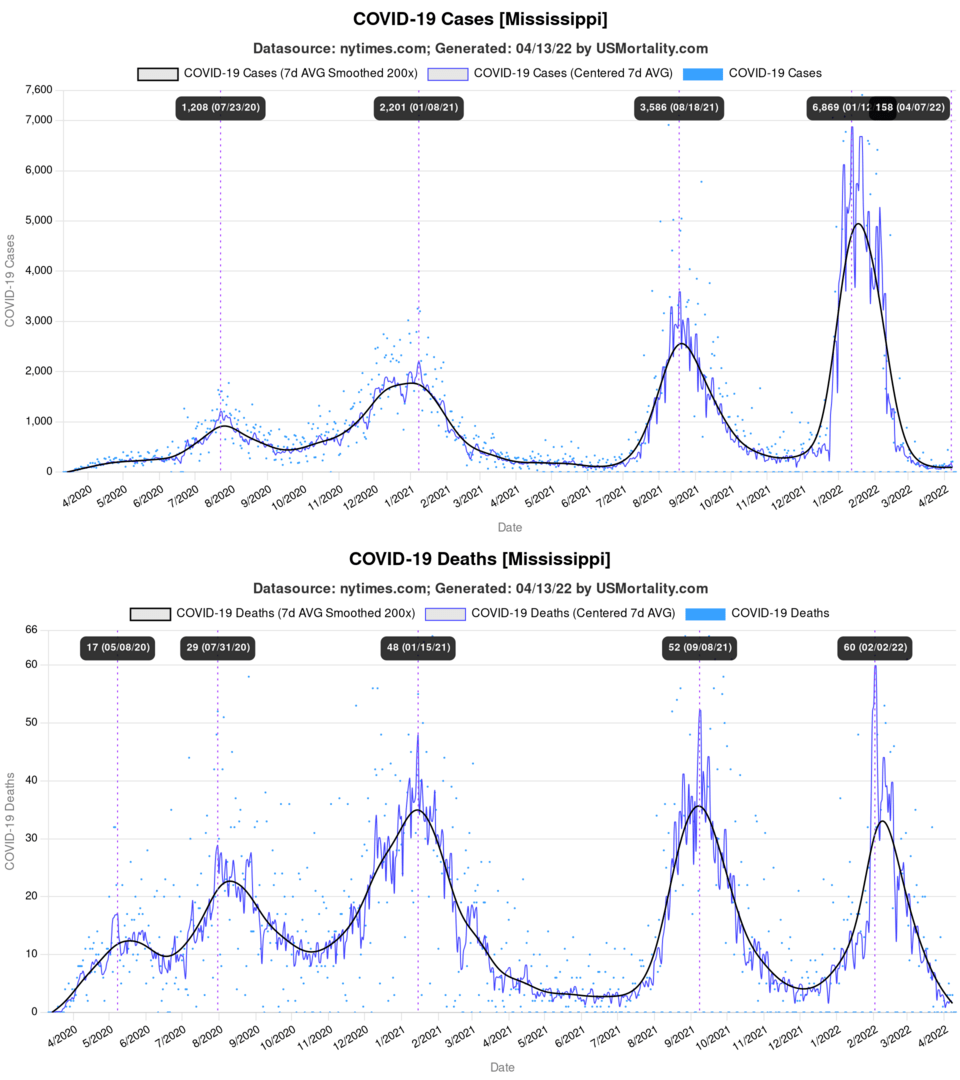 COVID-19 Cases [Mississippi]
Datasource: nytimes.com; Generated: 04/13/22 by USMortality.com
COVID-19 Cases (7d AVG Smoothed 200x) COVID-19 Cases (Centered 7d AVG) COVID-19 Cases
7,600
1,208 (07/23/20) 2,201 (01/08/21) 3,586 (08/18/21) 6,869 (01/12 158 (04/07/22)
7,000
6,000
5,000
4,000
3,000
2,000
1,000
0
COVID-19 Cases
4/2020 5/2020 6/2020 7/2020 8/2020 9/2020 10/2020 11/2020 12/2020 1/2021 2/2021 3/2021 4/2021 5/2021 6/2021 7/2021 8/2021 9/2021 10/2021 11/2021 12/2021 1/2022 2/2022 3/2022 4/2022
Date
COVID-19 Deaths [Mississippi]
Datasource: nytimes.com; Generated: 04/13/22 by USMortality.com
COVID-19 Deaths (7d AVG Smoothed 200x) COVID-19 Deaths (Centered 7d AVG) COVID-19 Deaths
66
17 (05/08/20) 29 (07/31/20) 48 (01/15/21) 52 (09/08/21) 60 (02/02/22)
60
50
40
30
20
10
0
COVID-19 Deaths
4/2020 5/2020 6/2020 7/2020 8/2020 9/2020 10/2020 11/2020 12/2020 1/2021 2/2021 3/2021 4/2021 5/2021 6/2021 7/2021 8/2021 9/2021 10/2021 11/2021 12/2021 1/2022 2/2022 3/2022 4/2022
Date